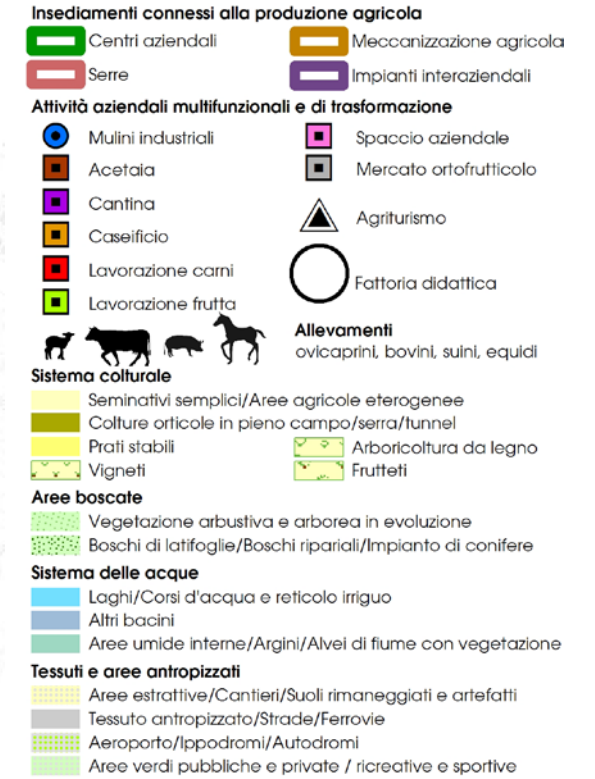 Insediamenti connessi alla produzione agricola
Centri aziendali
Meccanizzazione agricola
Serre
Impianti interaziendali
Attività aziendali multifunzionali e di trasformazione
Mulini industriali
Spaccio aziendale
Acetaia
Mercato ortofrutticolo
Cantina
Agriturismo
Caseificio
Lavorazione carni
Fattoria didattica
Lavorazione frutta
Allevamenti
ovicaprini, bovini, suini, equidi
Sistema colturale
Seminativi semplici/Aree agricole eterogenee
Colture orticole in pieno campo/serra/tunnel
Prati stabili
Arboricoltura da legno
Vigneti
Frutteti
Aree boscate
Vegetazione arbustiva e arborea in evoluzione
Boschi di latifoglie/Boschi ripariali/Impianto di conifere
Sistema delle acque
Laghi/Corsi d'acqua e reticolo irriguo
Altri bacini
Aree umide interne/Argini/Alvei di fiume con vegetazione
Tessuti e aree antropizzati
Aree estrattive/Cantieri/Suoli rimaneggiati e artefatti
Tessuto antropizzato/Strade/Ferrovie
Aeroporto/Ippodromi/Autodromi
Aree verdi pubbliche e private / ricreative e sportive